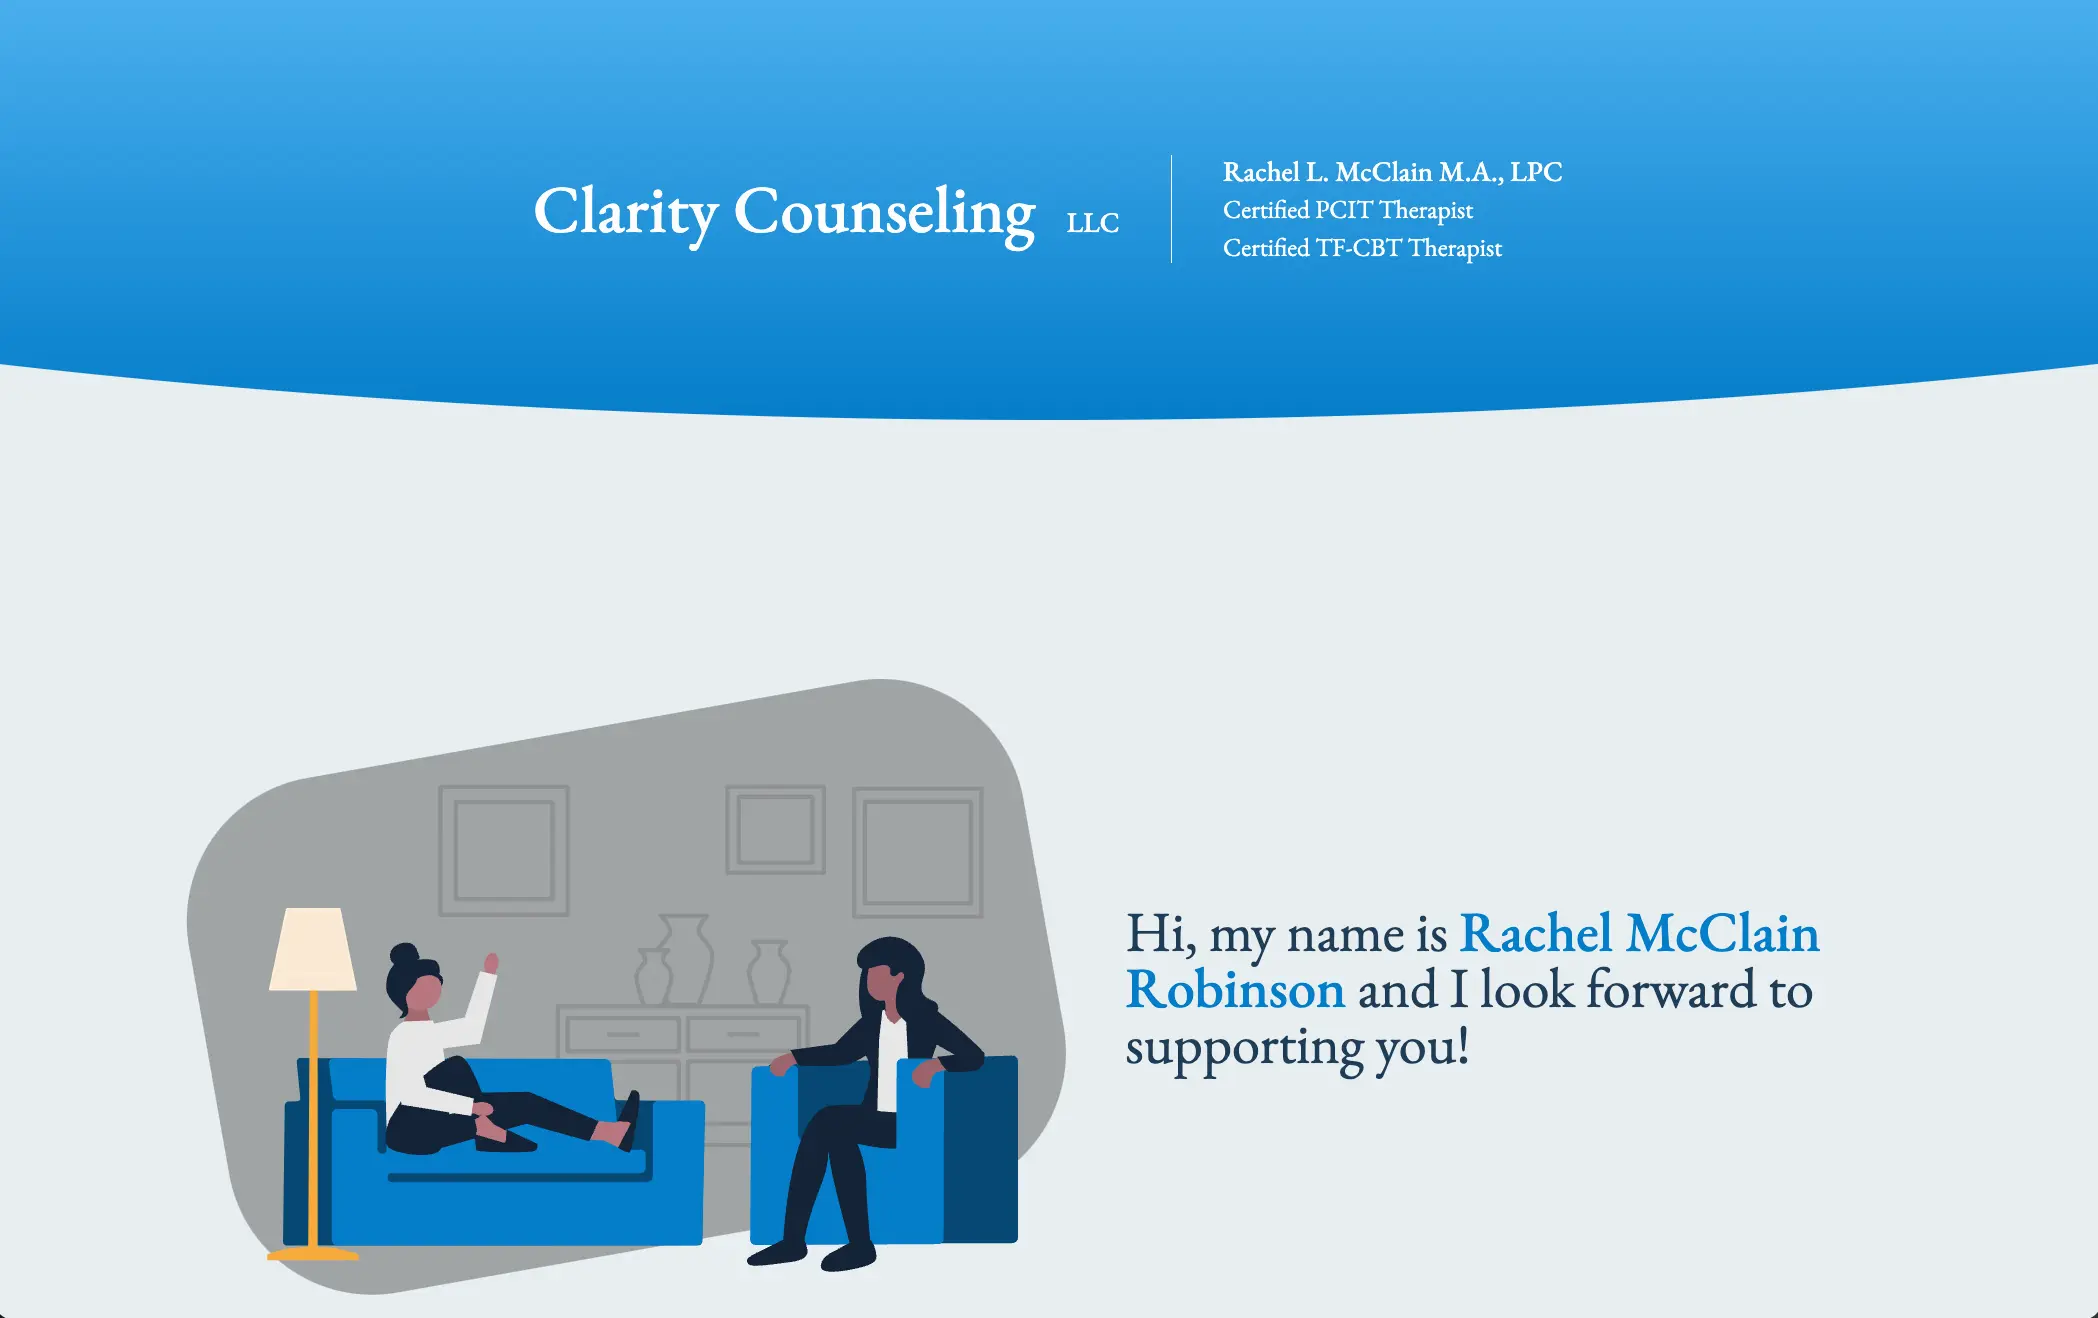 Clarity Counseling LLC
Rachel L. McClain M.A., LPC
Certified PCIT Therapist
Certified TF-CBT Therapist
Hi, my name is Rachel McClain
Robinson and I look forward to
supporting you!